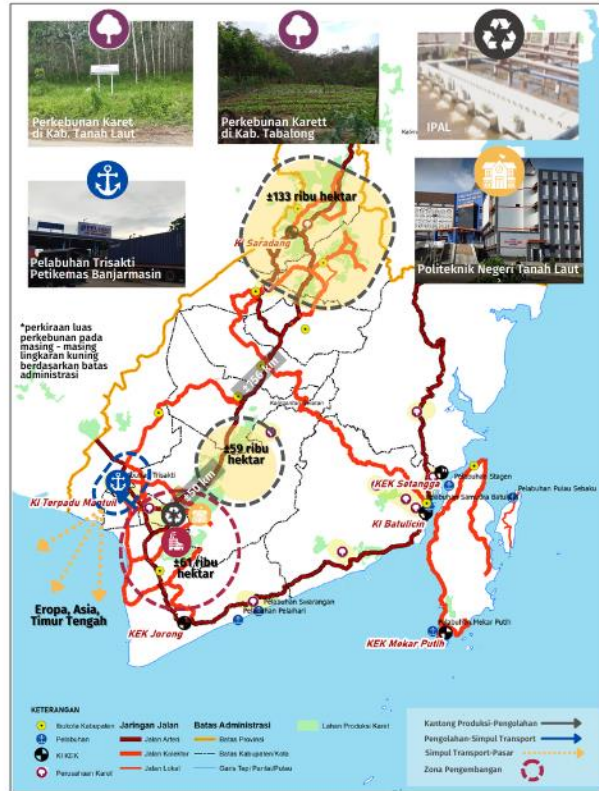 Perkebunan Karet
di Kab. Tanah Laut
Perkebunan Karett
di Kab. Tabalong
IPAL
Pelabuhan Trisakti
Petikemas Banjarmasin
Politeknik Negeri Tanah Laut
±133 ribu hektar
KI Saradang
*perkiraan luas
perkebunan pada
masing - masing
lingkaran kuning
berdasarkan batas
administrasi
±59 ribu
hektar
KI Terpadu Mantuil
±61 ribu
hektar
Eropa, Asia,
Timur Tengah
KEK Setangga
Pelabuhan Stagen
Pelabuhan Pulau Sebuku
KI Batulicin
Pelabuhan Swarangan
Pelabuhan Pelaihari
KEK Jorong
Pelabuhan Mekar Putih
KEK Mekar Putih
KETERANGAN
Ibukota Kabupaten
Pelabuhan
KI KEK
Perusahaan Karet
Jaringan Jalan
Jalan Arteri
Jalan Kolektor
Jalan Lokal
Batas Administrasi
Batas Provinsi
Batas Kabupaten/Kota
Garis Tepi Pantai/Pulau
Lahan Produksi Karet
Kantong Produksi-Pengolahan
Pengolahan-Simpul Transport
Simpul Transport-Pasar
Zona Pengembangan